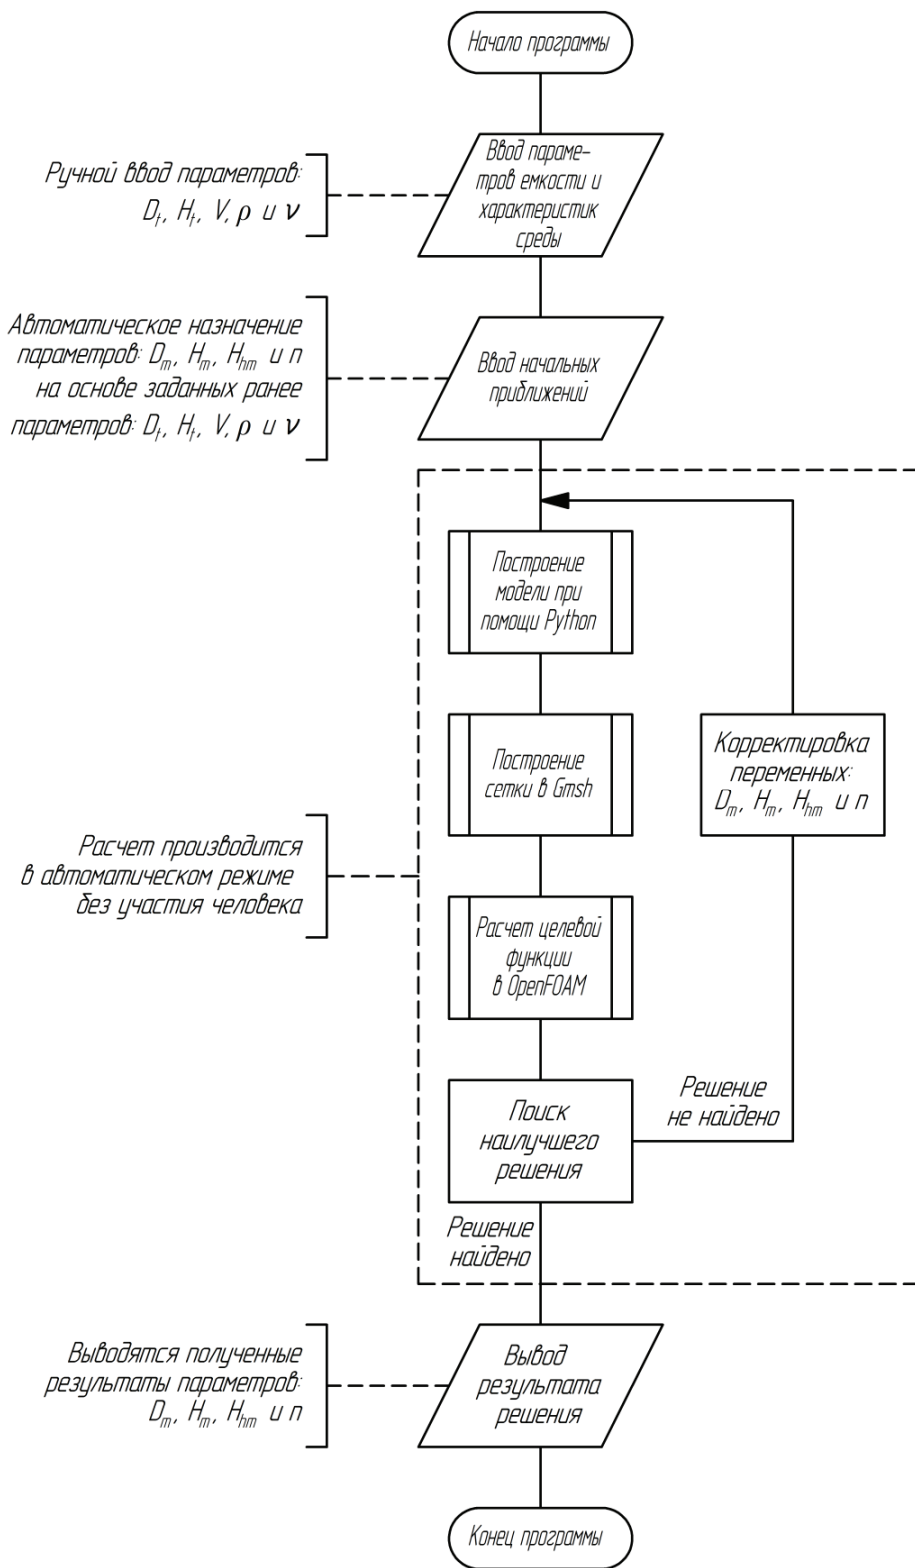 Начало программы
Ручной ввод параметров:
D_t, H_t, V, ρ и ν
Ввод параме-
тров емкости и
характеристик
среды
Автоматическое назначение
параметров: D_m, H_m, H_hm и n
на основе заданных ранее
параметров: D_t, H_t, V, ρ и ν
Ввод начальных
приближений
Построение
модели при
помощи Python
Построение
сетки в Gmsh
Корректировка
переменных:
D_m, H_m, H_hm и n
Расчет производится
в автоматическом режиме
без участия человека
Расчет целевой
функции
в OpenFOAM
Поиск
наилучшего
решения
Решение
не найдено
Решение
найдено
Выводятся полученные
результаты параметров:
D_m, H_m, H_hm и n
Вывод
результата
решения
Конец программы